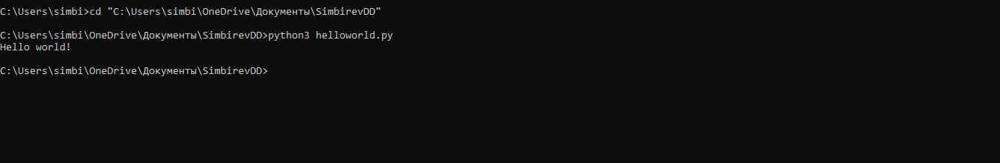 C:\Users\simbi>cd "C:\Users\simbi\OneDrive\Документы\SimbirevDD"
C:\Users\simbi\OneDrive\Документы\SimbirevDD>python3 helloworld.py
Hello world!
C:\Users\simbi\OneDrive\Документы\SimbirevDD>